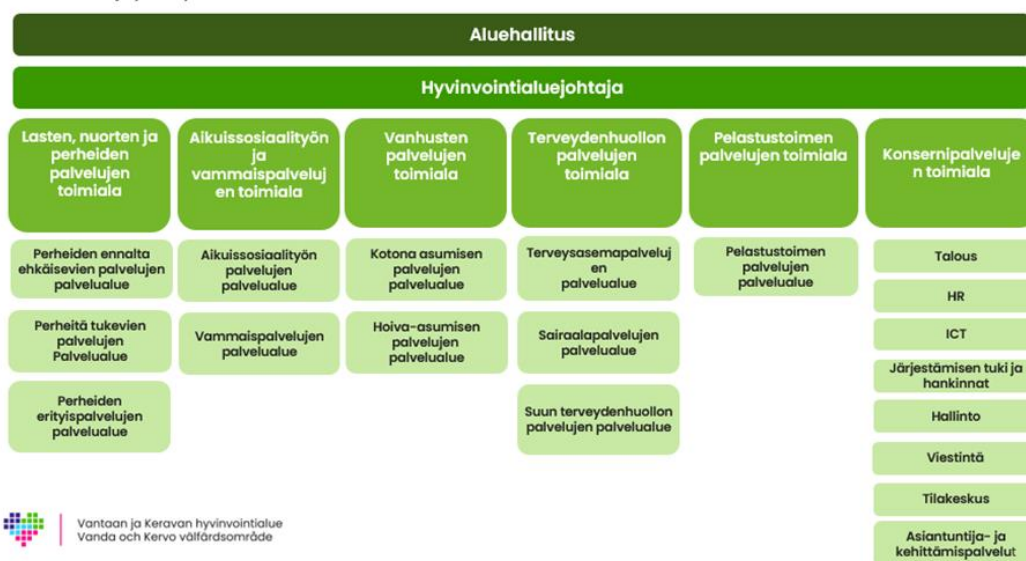 Aluehallitus
Hyvinvointialuejohtaja
Lasten, nuorten ja
perheiden
palvelujen
toimiala
Aikuissosiaalityön
ja
vammaispalveluj
en toimiala
Vanhusten
palvelujen
toimiala
Terveydenhuollon
palvelujen
toimiala
Pelastustoimen
palvelujen toimiala
Konsernipalveluje
n toimiala
Perheiden ennalta
ehkäisevien palvelujen
palvelualue
Perheitä tukevien
palvelujen
Palvelualue
Perheiden
erityispalvelujen
palvelualue
Aikuissosiaalityön
palvelujen
palvelualue
Vammaispalvelujen
palvelualue
Kotona asumisen
palvelujen
palvelualue
Hoiva-asumisen
palvelujen
palvelualue
Terveysasemapalveluj
en
palvelualue
Sairaalapalvelujen
palvelualue
Suun terveydenhuollon
palvelujen palvelualue
Pelastustoimen
palvelujen
palvelualue
Talous
HR
ICT
Järjestämisen tuki ja
hankinnat
Hallinto
Viestintä
Tilakeskus
Asiantuntija- ja
kehittämispalvelut
Vantaan ja Keravan hyvinvointialue
Vanda och Kervo välfärdsområde